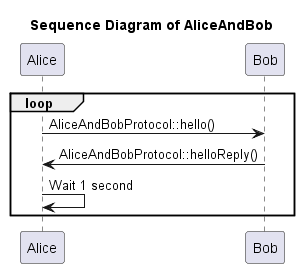 Sequence Diagram of AliceAndBob
Alice
Bob
loop
AliceAndBobProtocol::hello()
AliceAndBobProtocol::helloReply()
Wait 1 second
Alice
Bob